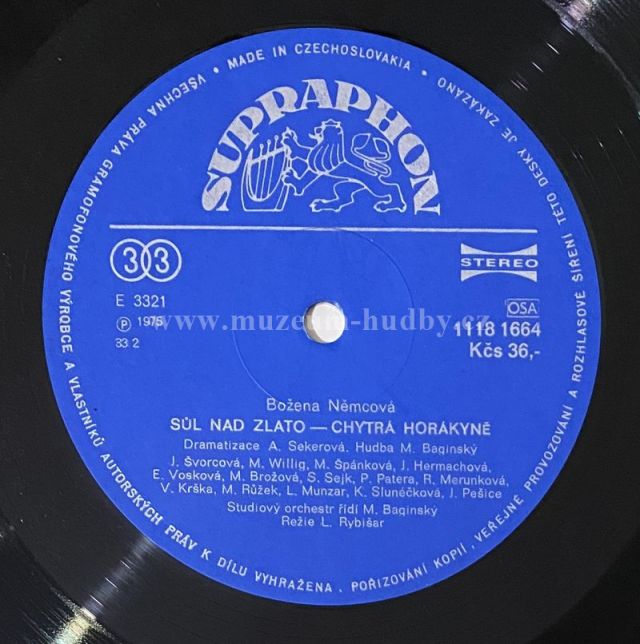 VŠECHNA PRÁVA GRAMOFONOVÉHO VÝROBCE A VLASTNÍKŮ AUTORSKÝCH PRÁV K DÍLU VYHRAŽENA. POŘIZOVÁNÍ KOPIÍ, VEŘEJNÉ PROVOZOVÁNÍ A ROZHLASOVÉ ŠÍŘENÍ TÉTO DESKY JE ZAKÁZÁNO
• MADE IN CZECHOSLOVAKIA •
SUPRAPHON
33
STEREO
E 3321
℗ 1975
33 2
OSA
1118 1664
Kčs 36,-
www.muzeum-hudby.cz
Božena Němcová
SŮL NAD ZLATO — CHYTRÁ HORÁKYNĚ
Dramatizace A. Sekerová, Hudba M. Baginský
J. Švorcová, M. Willig, M. Špánková, J. Hermachová,
E. Vosková, M. Brožová, S. Sejk, P. Patera, R. Merunková,
V. Krška, M. Růžek, L. Munzar, K. Slunéčková, J. Pešice
Studiový orchestr řídí M. Baginský
Režie L. Rybišar